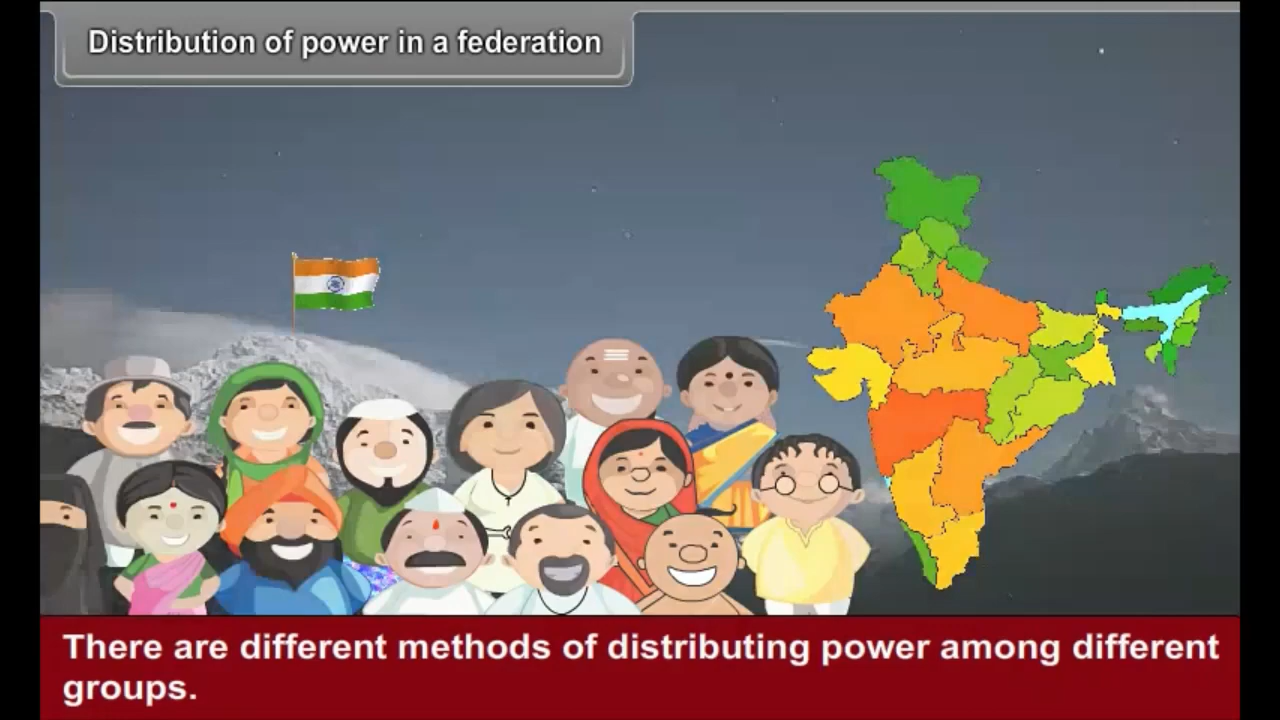 Distribution of power in a federation
There are different methods of distributing power among different
groups.